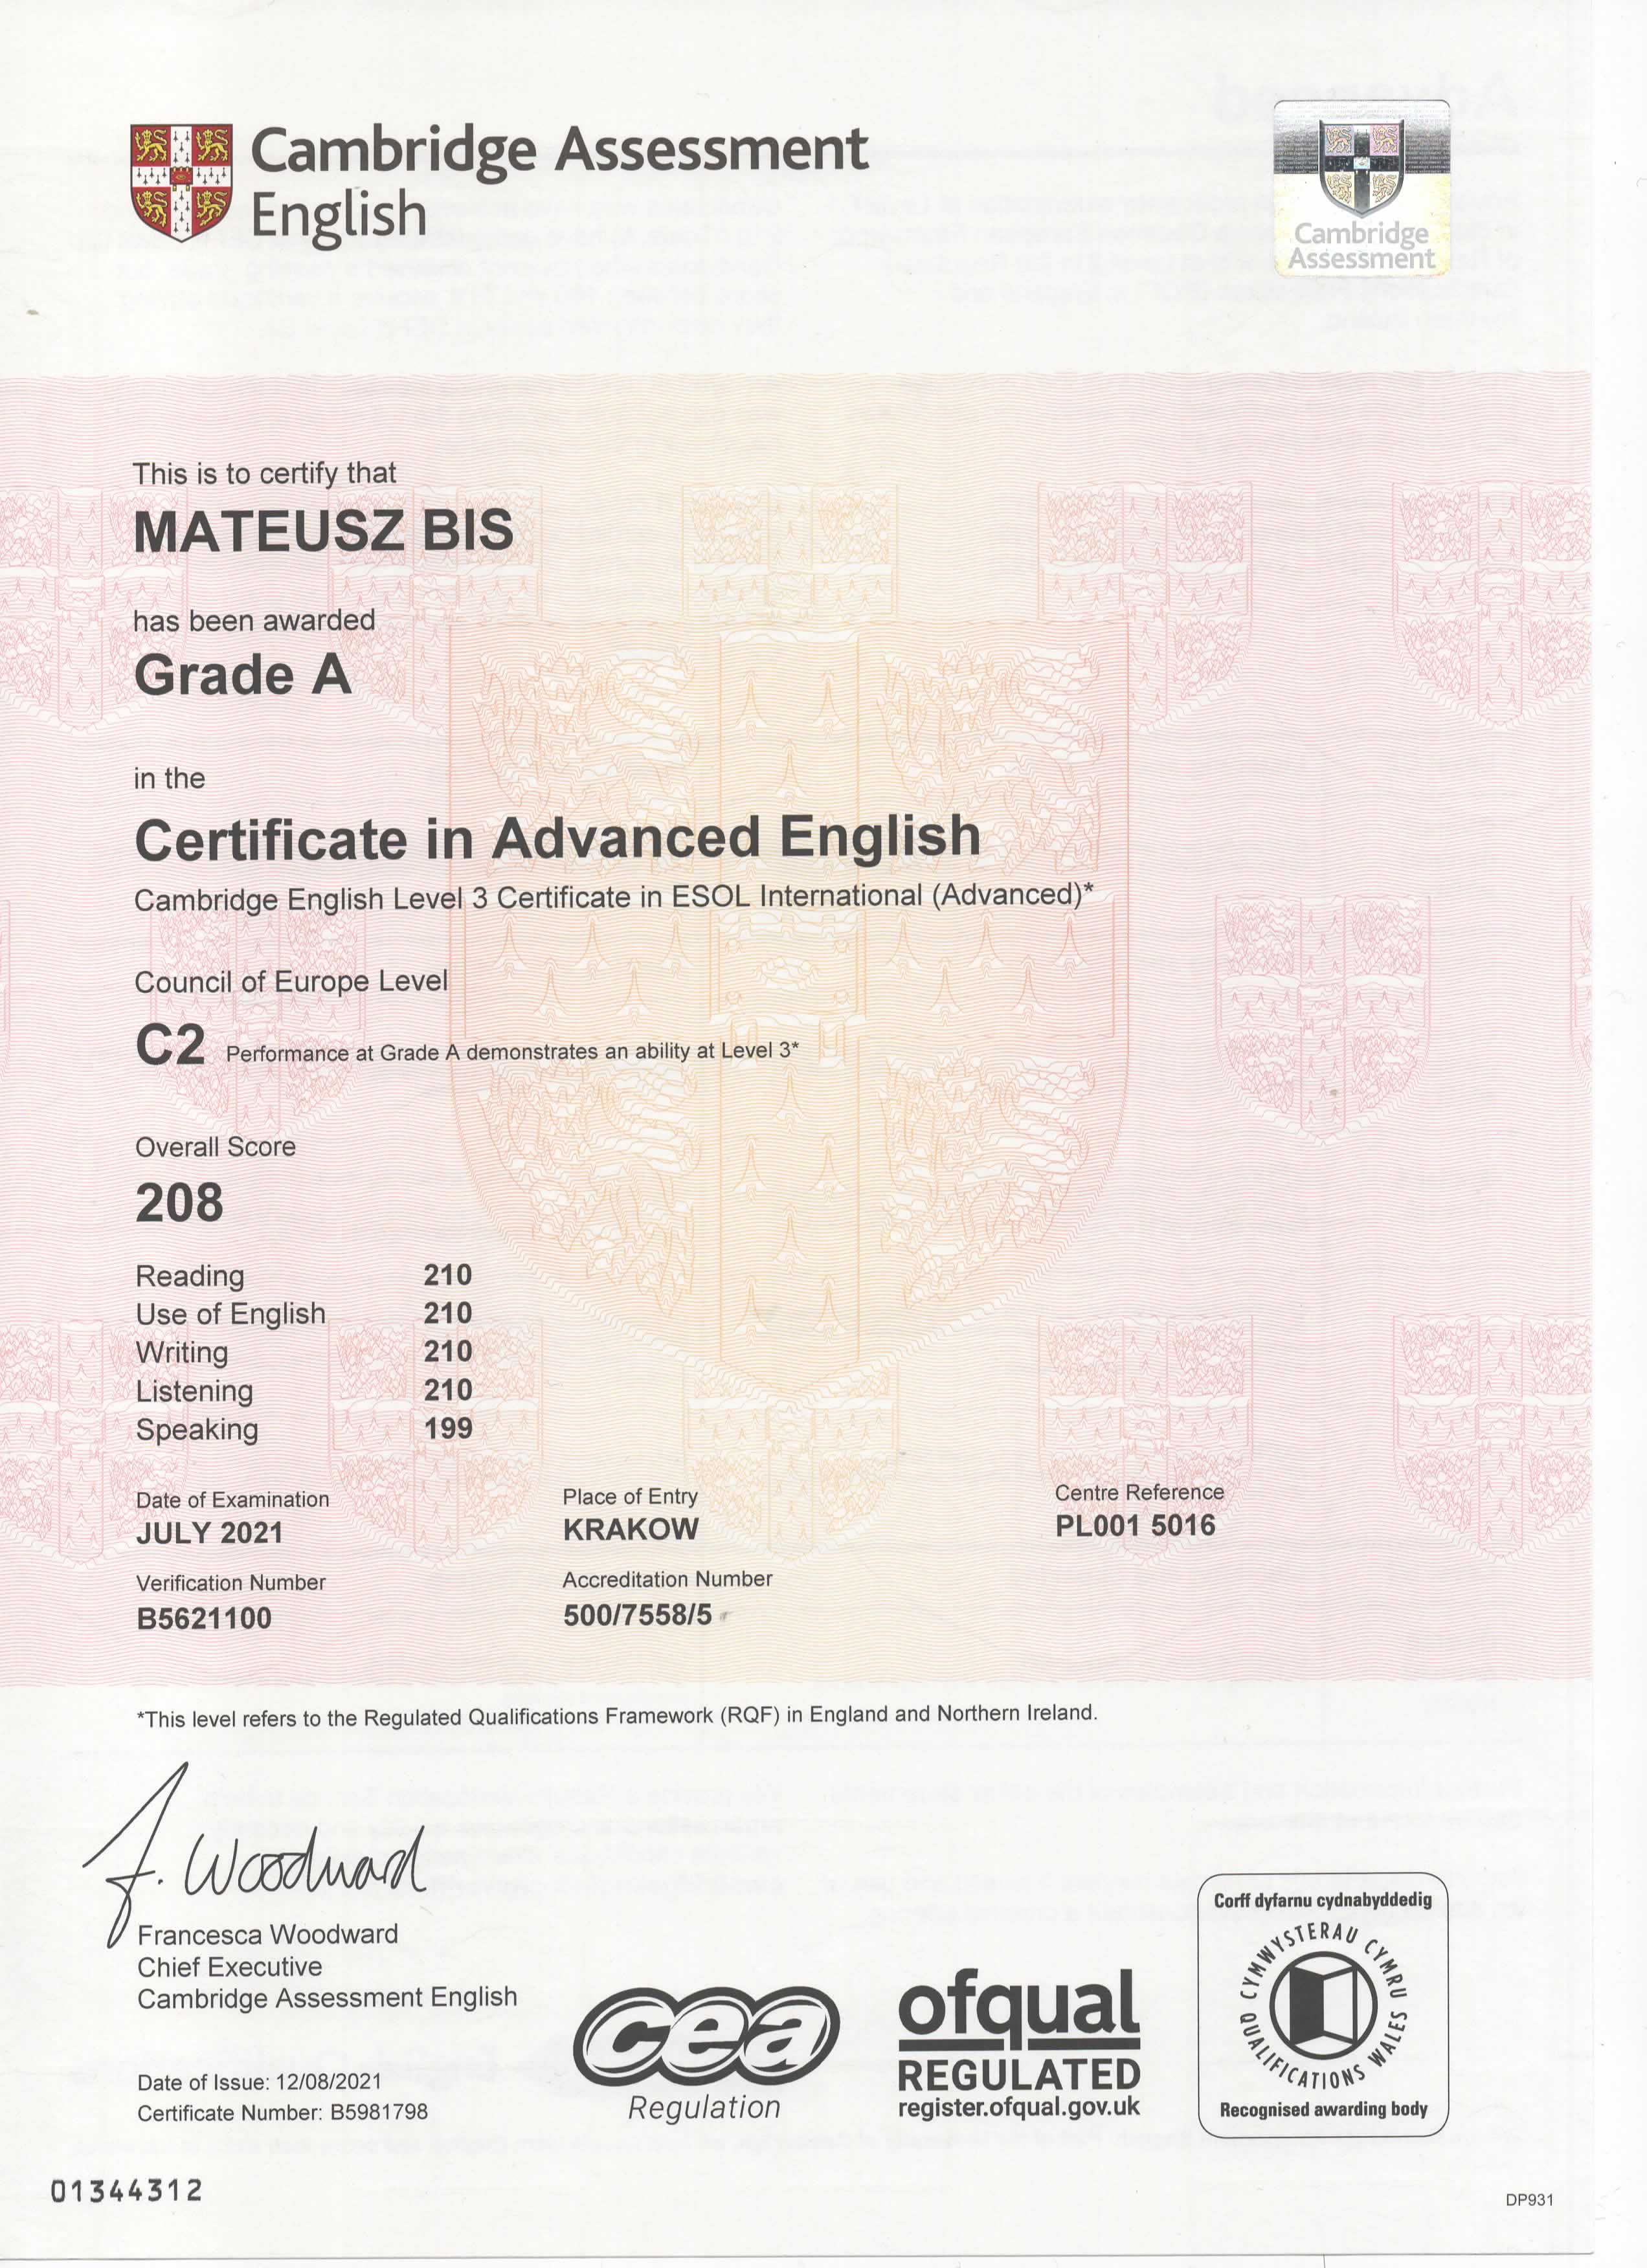 Cambridge Assessment
English
Cambridge
Assessment
This is to certify that
MATEUSZ BIS
has been awarded
Grade A
in the
Certificate in Advanced English
Cambridge English Level 3 Certificate in ESOL International (Advanced)*
Council of Europe Level
C2 Performance at Grade A demonstrates an ability at Level 3*
Overall Score
208
Reading 210
Use of English 210
Writing 210
Listening 210
Speaking 199
Date of Examination
JULY 2021
Place of Entry
KRAKOW
Centre Reference
PL001 5016
Verification Number
B5621100
Accreditation Number
500/7558/5
*This level refers to the Regulated Qualifications Framework (RQF) in England and Northern Ireland.
F. Woodward
Francesca Woodward
Chief Executive
Cambridge Assessment English
Date of Issue: 12/08/2021
Certificate Number: B5981798
cea
Regulation
ofqual
REGULATED
register.ofqual.gov.uk
Corff dyfarnu cydnabyddedig
CYMWYSTERAU CYMRU
QUALIFICATIONS WALES
Recognised awarding body
01344312
DP931